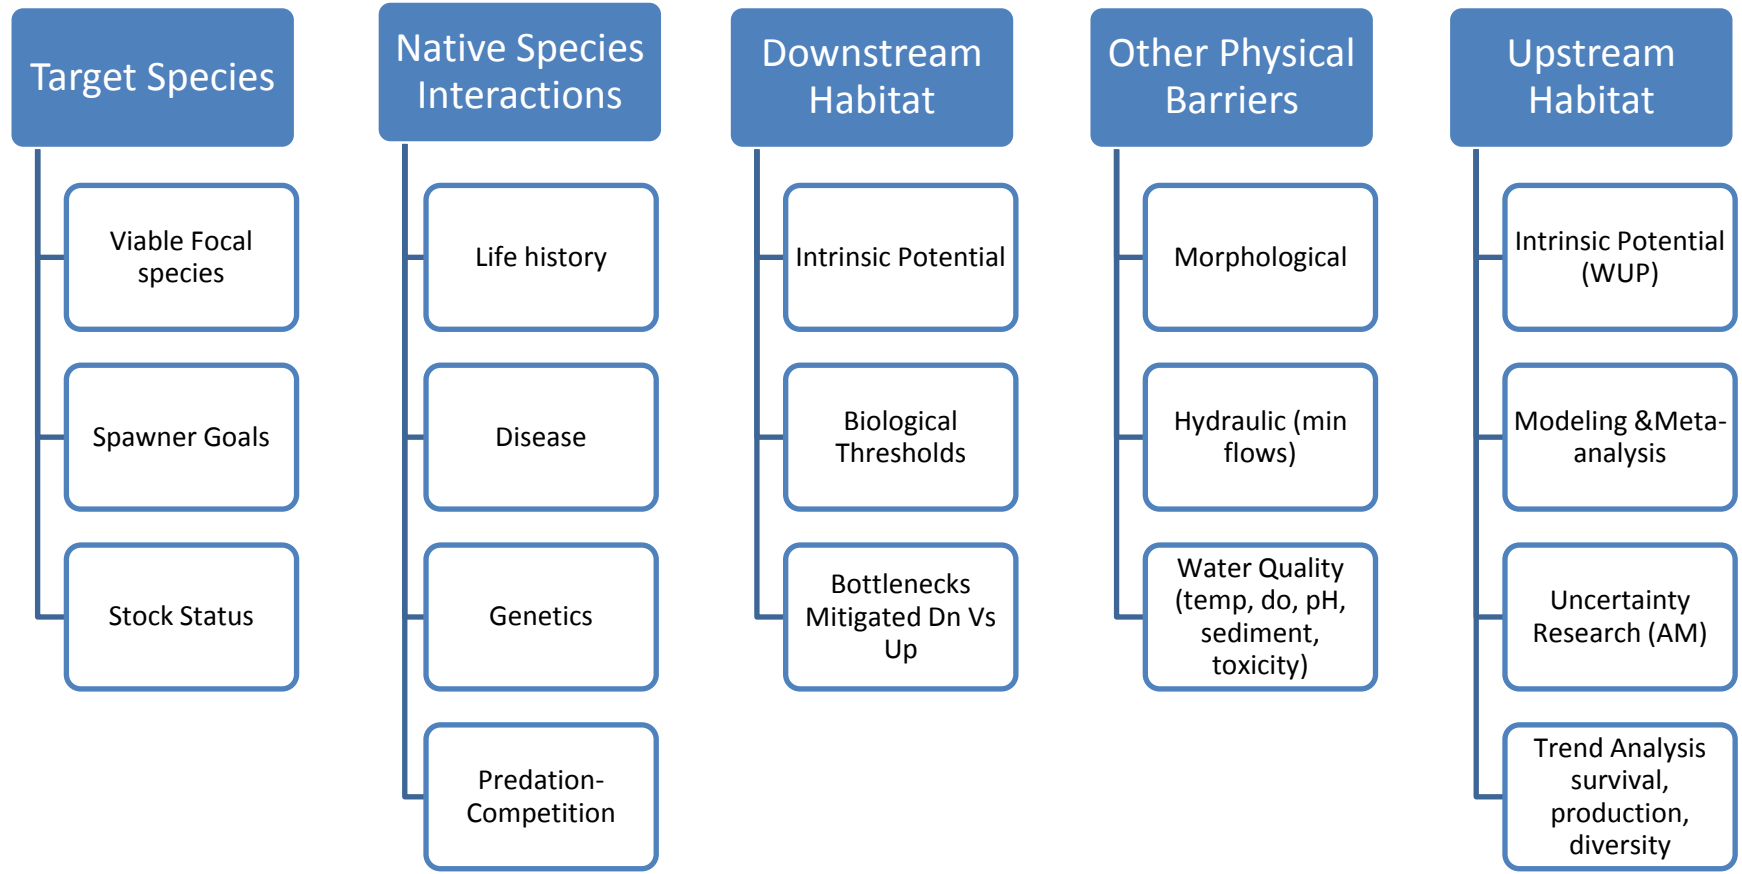 Target Species
Viable Focal
species
Spawner Goals
Stock Status
Native Species
Interactions
Life history
Disease
Genetics
Predation-
Competition
Downstream
Habitat
Intrinsic Potential
Biological
Thresholds
Bottlenecks
Mitigated Dn Vs
Up
Other Physical
Barriers
Morphological
Hydraulic (min
flows)
Water Quality
(temp, do, pH,
sediment,
toxicity)
Upstream
Habitat
Intrinsic Potential
(WUP)
Modeling &Meta-
analysis
Uncertainty
Research (AM)
Trend Analysis
survival,
production,
diversity